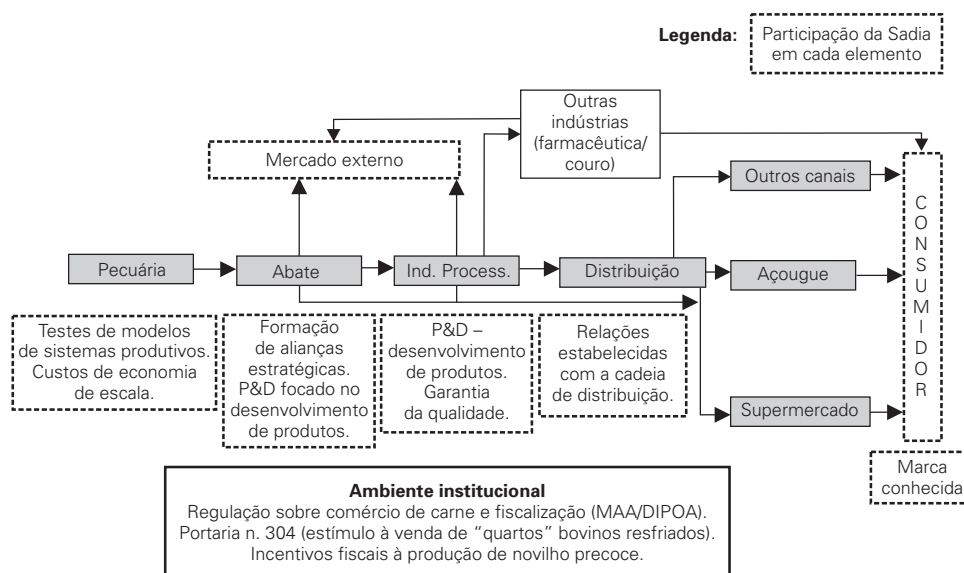 Legenda:
Participação da Sadia
em cada elemento
Outras
indústrias
(farmacêutica/
couro)
Mercado externo
Outros canais
Pecuária
Abate
Ind. Process.
Distribuição
Açougue
Supermercado
CONSUMIDOR
Testes de modelos
de sistemas produtivos.
Custos de economia
de escala.
Formação
de alianças
estratégicas.
P&D focado no
desenvolvimento
de produtos.
P&D –
desenvolvimento
de produtos.
Garantia
da qualidade.
Relações
estabelecidas
com a cadeia
de distribuição.
Marca
conhecida
Ambiente institucional
Regulação sobre comércio de carne e fiscalização (MAA/DIPOA).
Portaria n. 304 (estímulo à venda de “quartos” bovinos resfriados).
Incentivos fiscais à produção de novilho precoce.